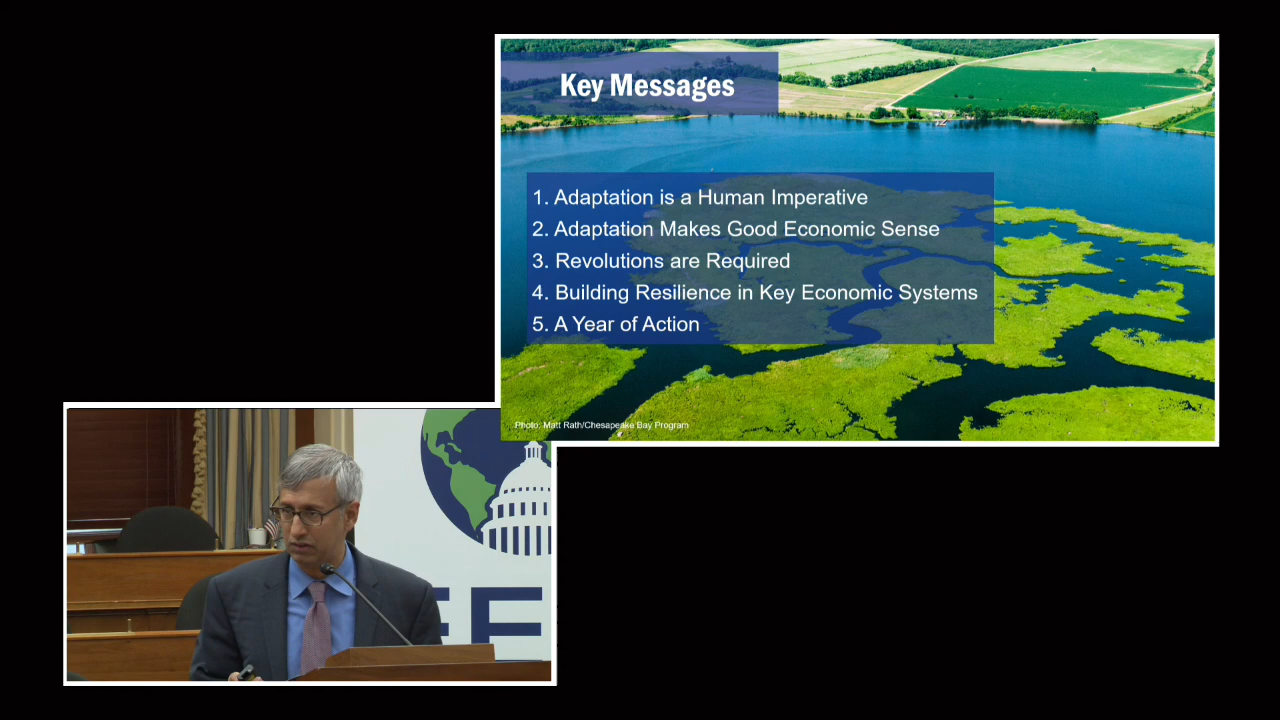 Key Messages
1. Adaptation is a Human Imperative
2. Adaptation Makes Good Economic Sense
3. Revolutions are Required
4. Building Resilience in Key Economic Systems
5. A Year of Action
Photo: Matt Rath/Chesapeake Bay Program